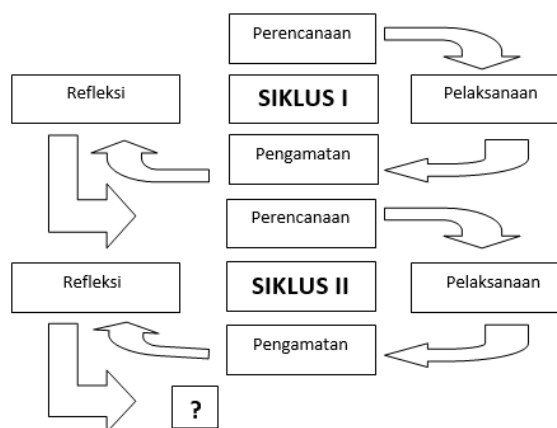 Perencanaan
Refleksi
SIKLUS I
Pelaksanaan
Pengamatan
Perencanaan
Refleksi
SIKLUS II
Pelaksanaan
Pengamatan
?